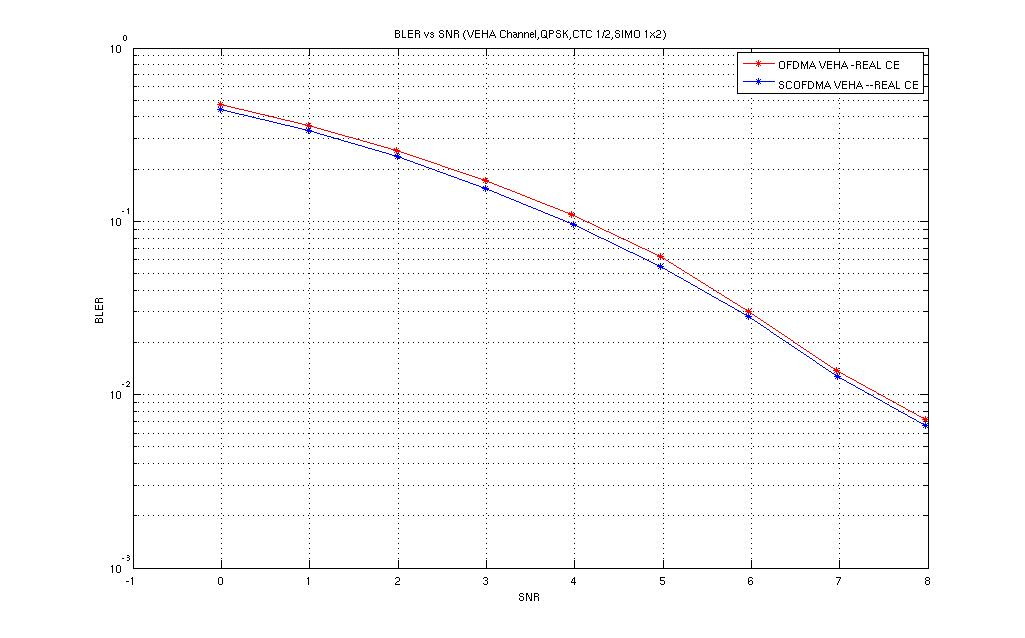 BLER vs SNR (VEHA Channel,QPSK,CTC 1/2,SIMO 1x2)
OFDMA VEHA -REAL CE
SCOFDMA VEHA --REAL CE
10^0
10^-1
10^-2
10^-3
BLER
-1 0 1 2 3 4 5 6 7 8
SNR